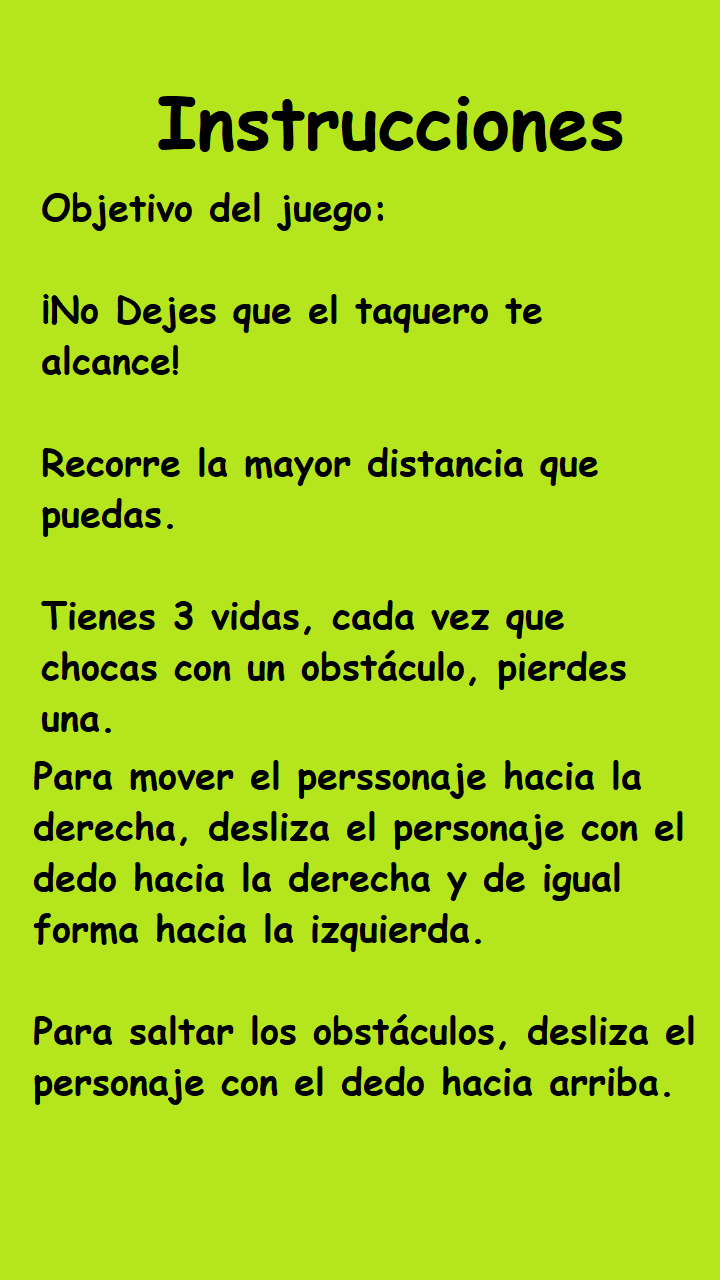 Instrucciones
Objetivo del juego:
¡No Dejes que el taquero te
alcance!
Recorre la mayor distancia que
puedas.
Tienes 3 vidas, cada vez que
chocas con un obstáculo, pierdes
una.
Para mover el perssonaje hacia la
derecha, desliza el personaje con el
dedo hacia la derecha y de igual
forma hacia la izquierda.
Para saltar los obstáculos, desliza el
personaje con el dedo hacia arriba.